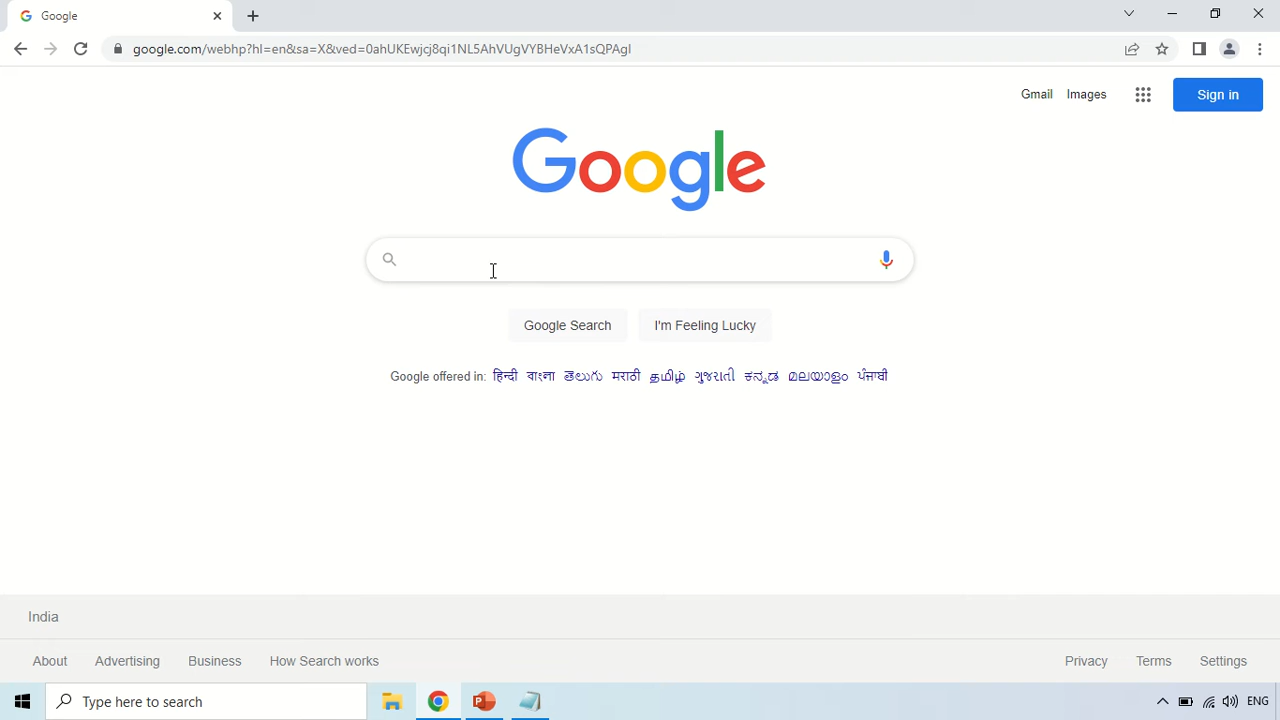 Google
google.com/webhp?hl=en&sa=X&ved=0ahUKEwjcj8qi1NL5AhVUgVYBHeVxA1sQPAgI
Gmail Images Sign in
Google
Google Search I'm Feeling Lucky
Google offered in: हिन्दी বাংলা తెలుగు मराठी தமிழ் ગુજરાતી ಕನ್ನಡ മലയാളം ਪੰਜਾਬੀ
India
About Advertising Business How Search works Privacy Terms Settings
Type here to search ENG